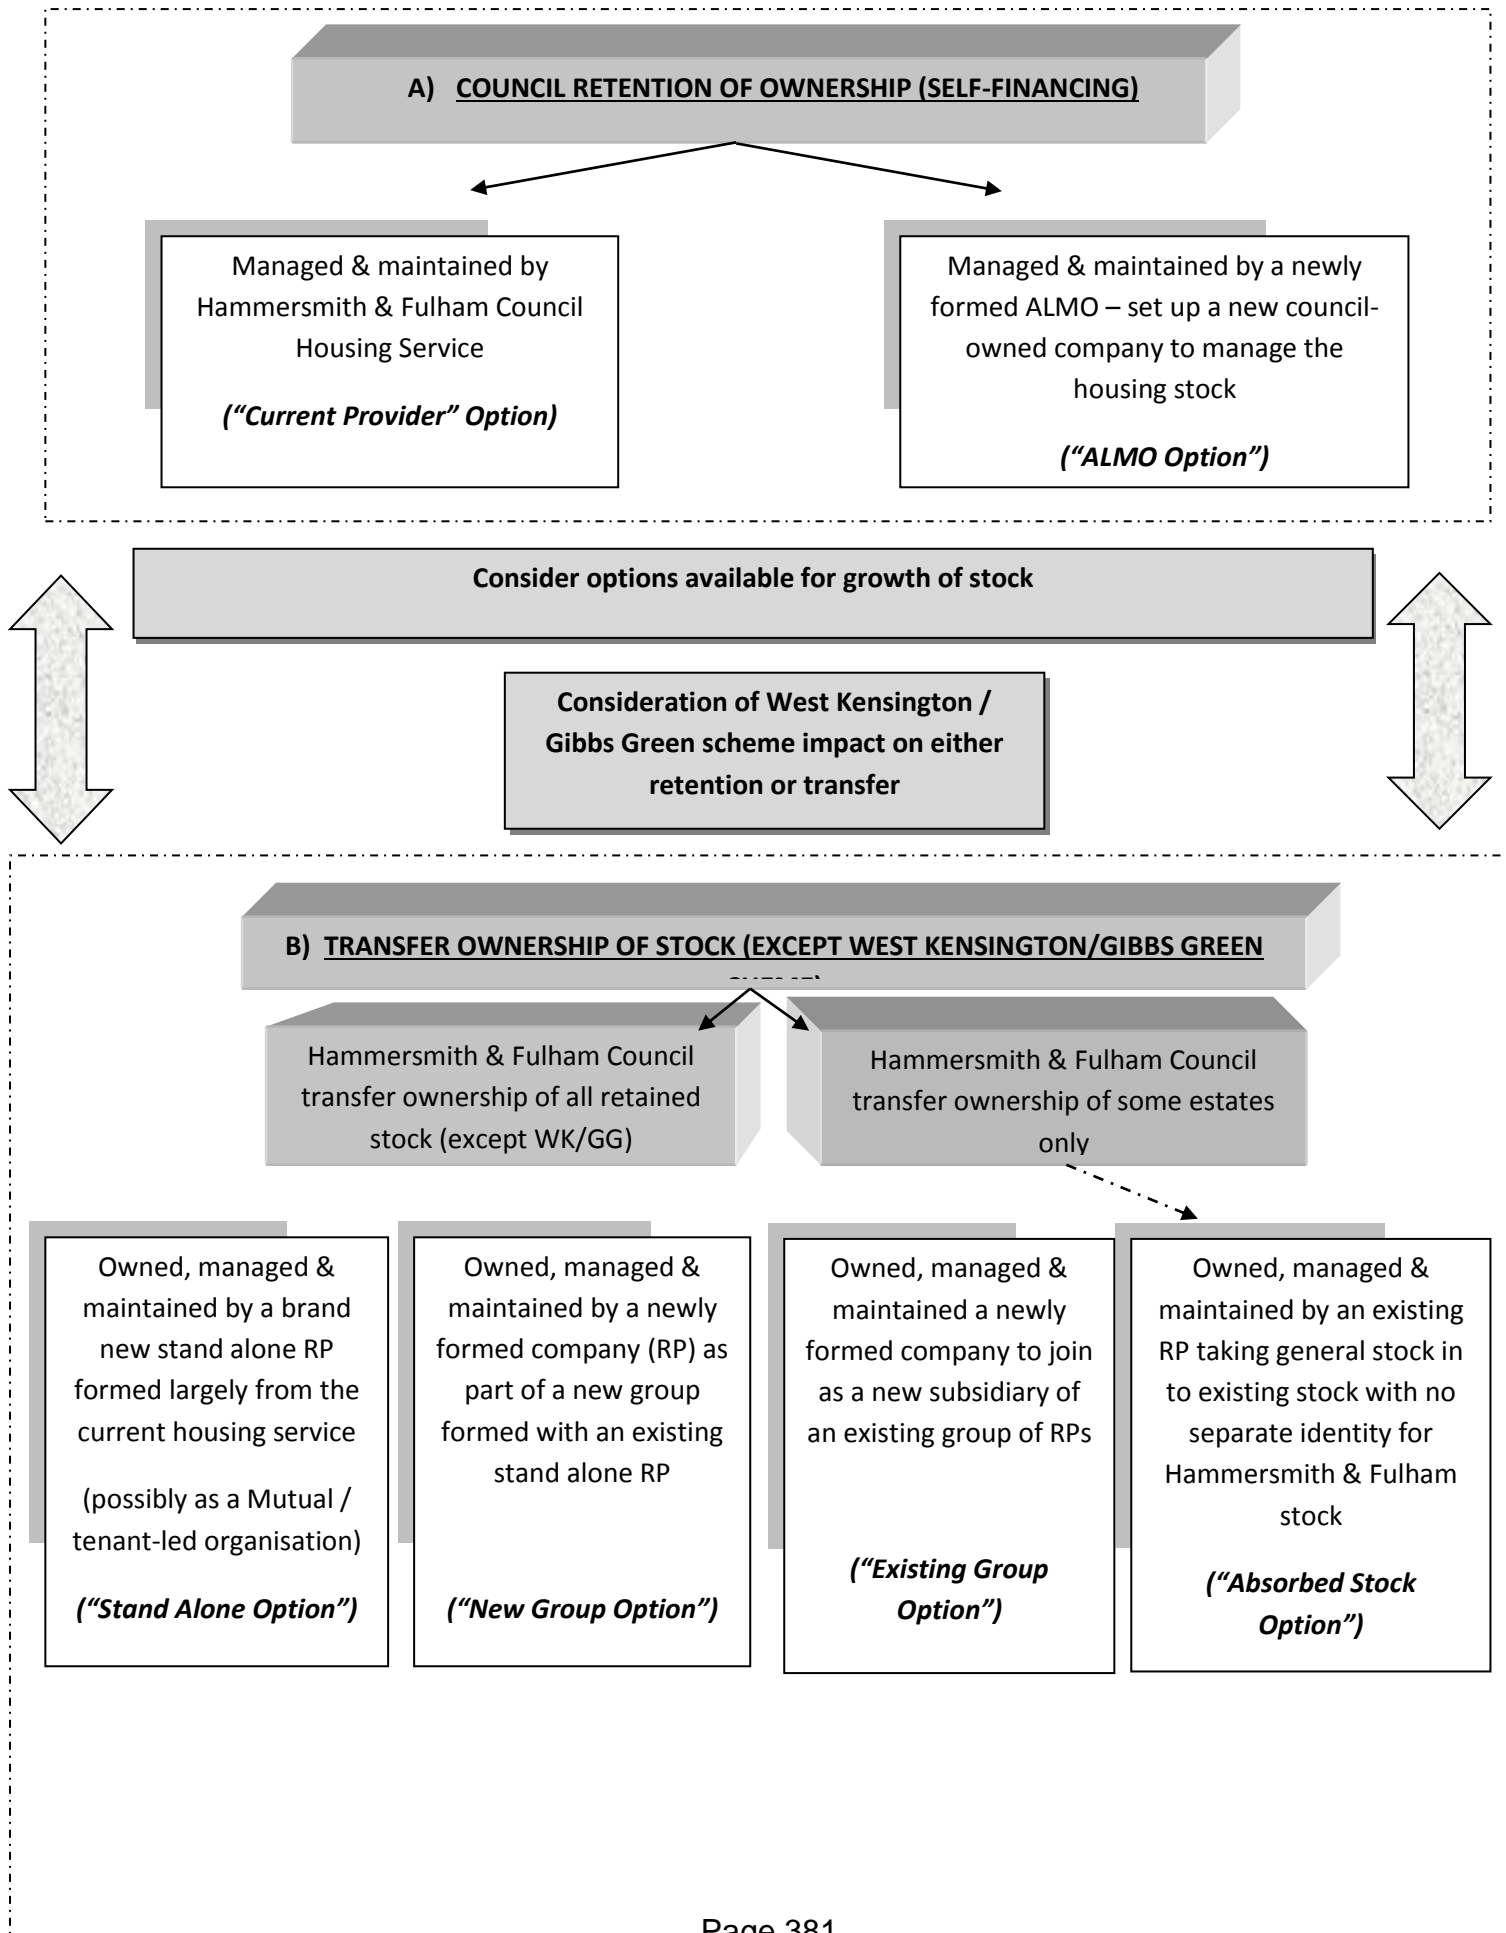 A) COUNCIL RETENTION OF OWNERSHIP (SELF-FINANCING)
Managed & maintained by
Hammersmith & Fulham Council
Housing Service
(“Current Provider” Option)
Managed & maintained by a newly
formed ALMO – set up a new council-
owned company to manage the
housing stock
(“ALMO Option”)
Consider options available for growth of stock
Consideration of West Kensington /
Gibbs Green scheme impact on either
retention or transfer
B) TRANSFER OWNERSHIP OF STOCK (EXCEPT WEST KENSINGTON/GIBBS GREEN
Hammersmith & Fulham Council
transfer ownership of all retained
stock (except WK/GG)
Hammersmith & Fulham Council
transfer ownership of some estates
only
Owned, managed &
maintained by a brand
new stand alone RP
formed largely from the
current housing service
(possibly as a Mutual /
tenant-led organisation)
(“Stand Alone Option”)
Owned, managed &
maintained by a newly
formed company (RP) as
part of a new group
formed with an existing
stand alone RP
(“New Group Option”)
Owned, managed &
maintained a newly
formed company to join
as a new subsidiary of
an existing group of RPs
(“Existing Group
Option”)
Owned, managed &
maintained by an existing
RP taking general stock in
to existing stock with no
separate identity for
Hammersmith & Fulham
stock
(“Absorbed Stock
Option”)
Page 381